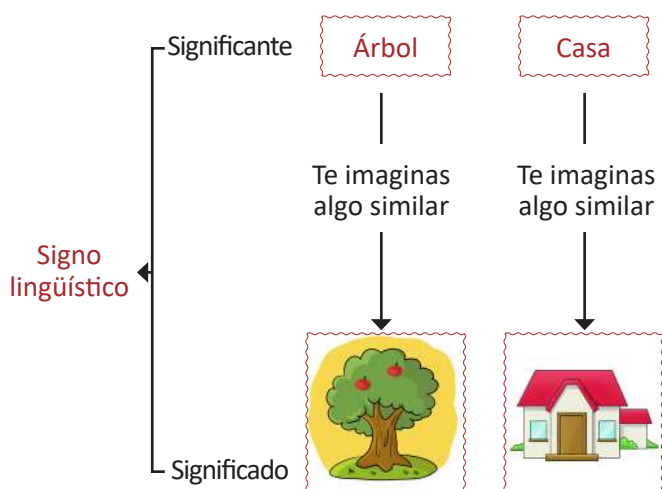 Significante
Árbol
Casa
Te imaginas
algo similar
Te imaginas
algo similar
Signo
lingüístico
Significado